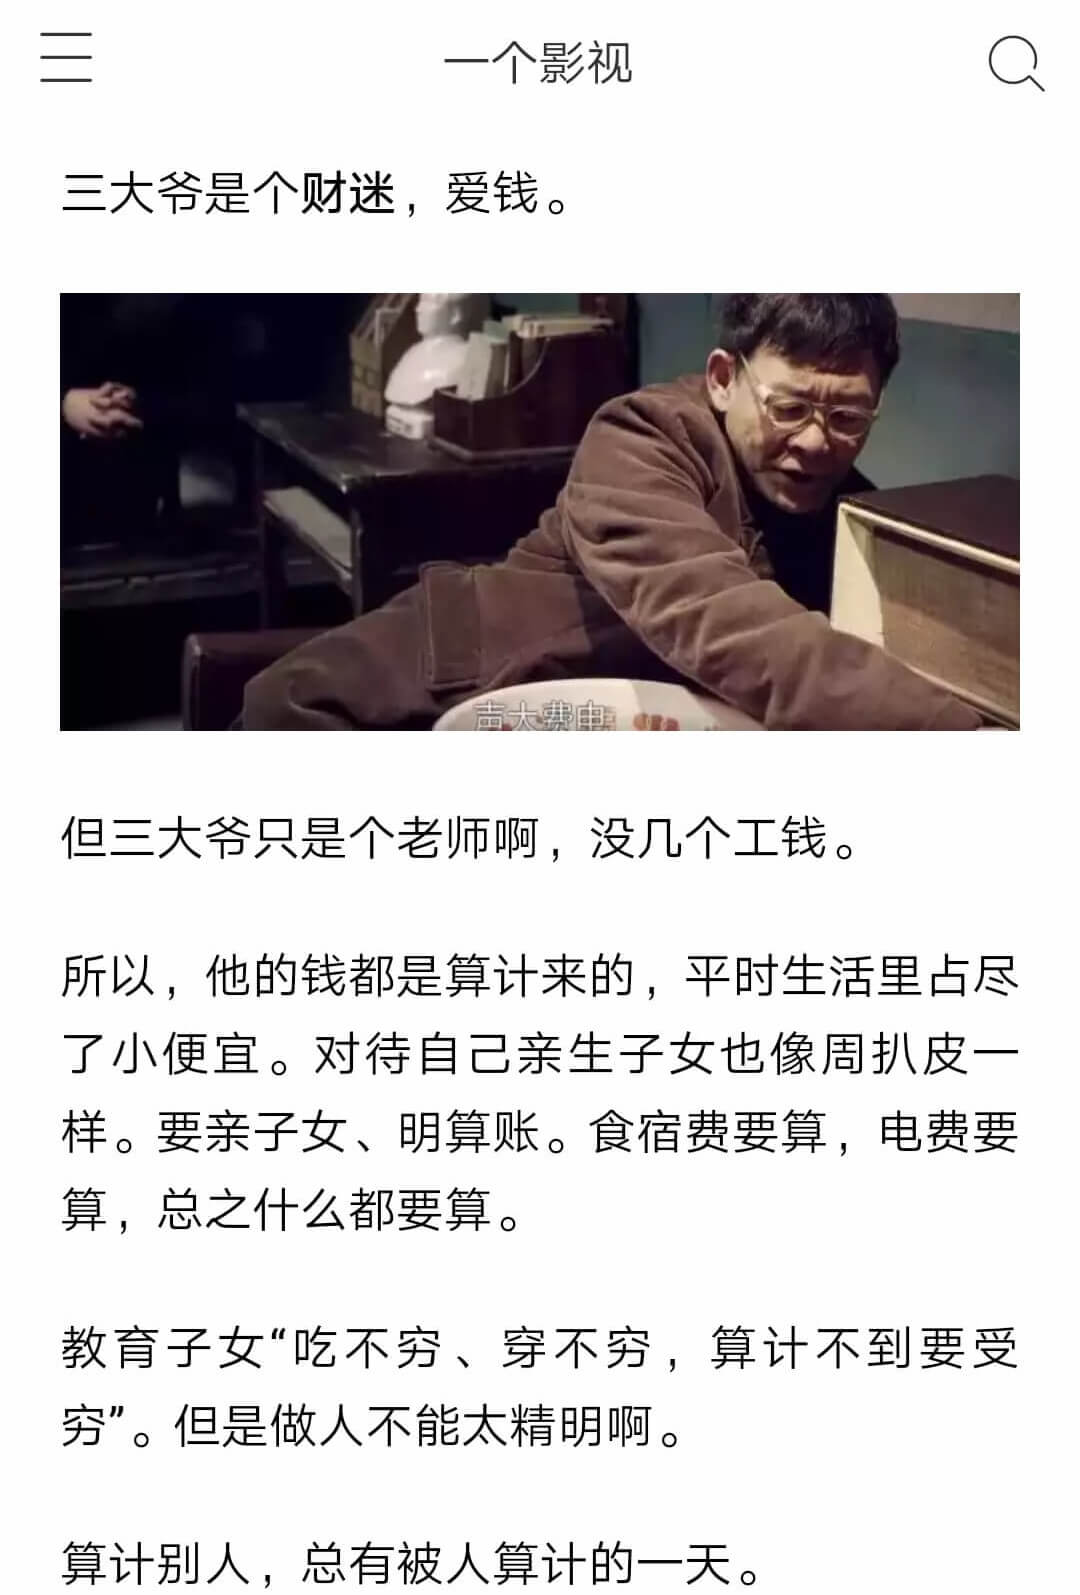 一个影视
三大爷是个财迷，爱钱。
声大费电
但三大爷只是个老师啊，没几个工钱。
所以，他的钱都是算计来的，平时生活里占尽
了小便宜。对待自己亲生子女也像周扒皮一
样。要亲子女、明算账。食宿费要算，电费要
算，总之什么都要算。
教育子女“吃不穷、穿不穷，算计不到要受
穷”。但是做人不能太精明啊。
算计别人，总有被人算计的一天。